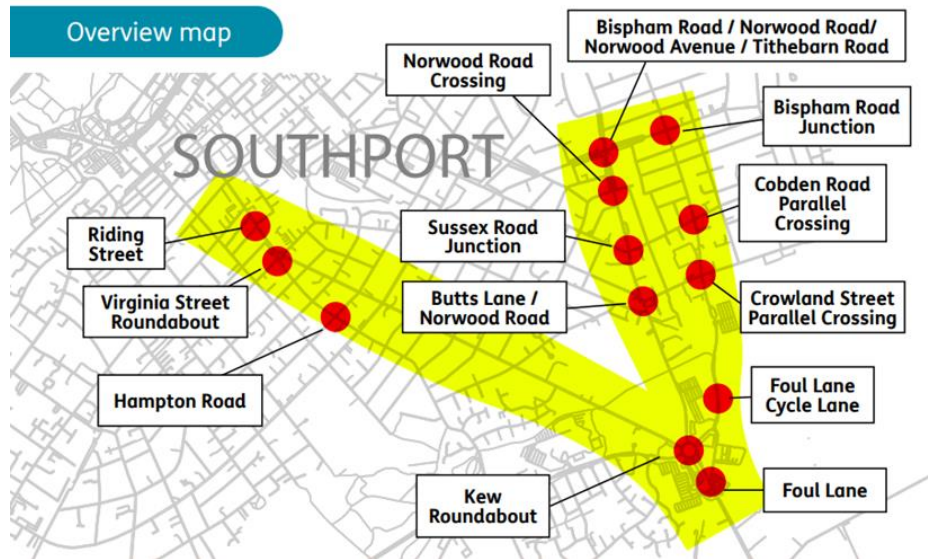 Overview map
Bispham Road / Norwood Road/
Norwood Avenue / Tithebarn Road
Norwood Road
Crossing
Bispham Road
Junction
SOUTHPORT
Cobden Road
Parallel
Crossing
Riding
Street
Sussex Road
Junction
Virginia Street
Roundabout
Butts Lane /
Norwood Road
Crowland Street
Parallel Crossing
Hampton Road
Foul Lane
Cycle Lane
Kew
Roundabout
Foul Lane